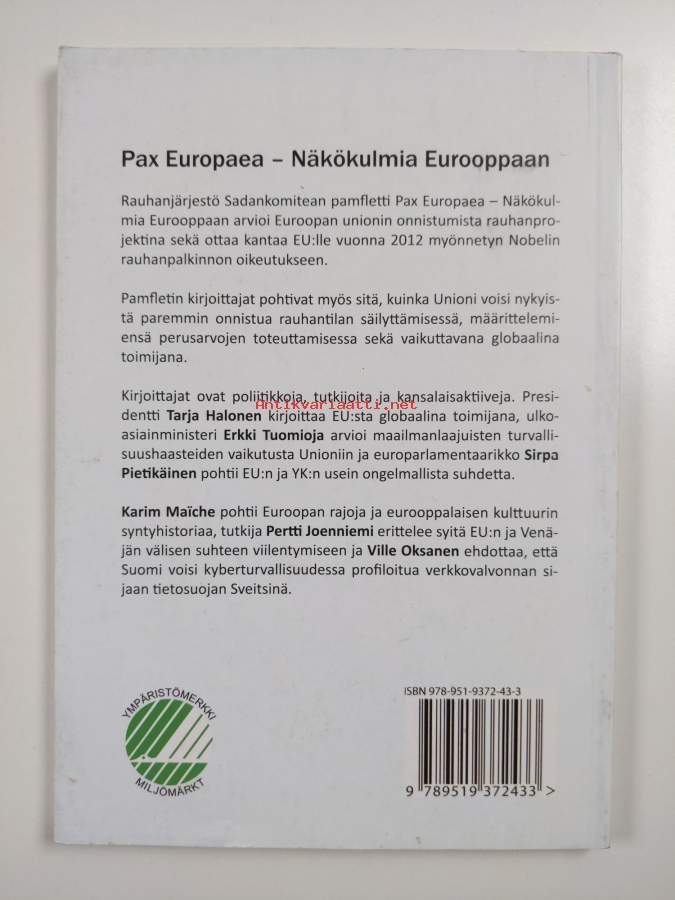 Pax Europaea – Näkökulmia Eurooppaan
Rauhanjärjestö Sadankomitean pamfletti Pax Europaea – Näkökul-
mia Eurooppaan arvioi Euroopan unionin onnistumista rauhanpro-
jektina sekä ottaa kantaa EU:lle vuonna 2012 myönnetyn Nobelin
rauhanpalkinnon oikeutukseen.
Pamfletin kirjoittajat pohtivat myös sitä, kuinka Unioni voisi nykyis-
tä paremmin onnistua rauhantilan säilyttämisessä, määrittelemi-
ensä perusarvojen toteuttamisessa sekä vaikuttavana globaalina
toimijana.
Kirjoittajat ovat poliitikkoja, tutkijoita ja kansalaisaktiiveja. Presi-
Antikvariaatti.net
dentti Tarja Halonen kirjoittaa EU:sta globaalina toimijana, ulko-
asiainministeri Erkki Tuomioja arvioi maailmanlaajuisten turvalli-
suushaasteiden vaikutusta Unioniin ja europarlamentaarikko Sirpa
Pietikäinen pohtii EU:n ja YK:n usein ongelmallista suhdetta.
Karim Maïche pohtii Euroopan rajoja ja eurooppalaisen kulttuurin
syntyhistoriaa, tutkija Pertti Joenniemi erittelee syitä EU:n ja Venä-
jän välisen suhteen viilentymiseen ja Ville Oksanen ehdottaa, että
Suomi voisi kyberturvallisuudessa profiloitua verkkovalvonnan si-
jaan tietosuojan Sveitsinä.
YMPÄRISTÖMERKKI
MILJÖMÄRKT
ISBN 978-951-9372-43-3
9 789519 372433 >